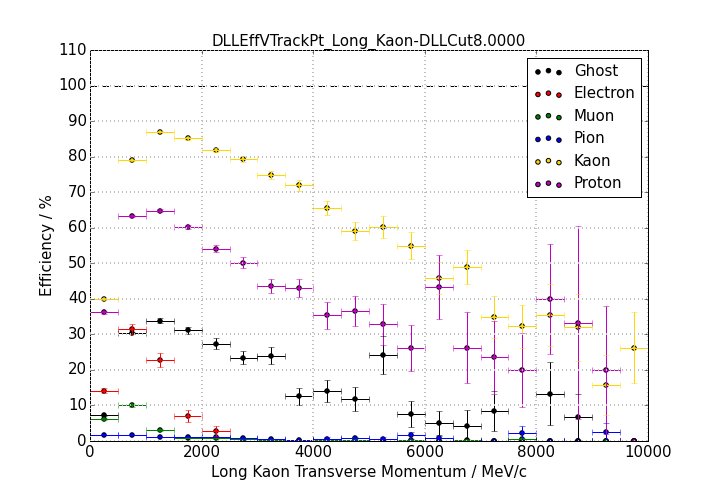 DLLEffVTrackPt_Long_Kaon-DLLCut8.0000
110
100
90
80
70
60
50
40
30
20
10
0
Efficiency / %
Ghost
Electron
Muon
Pion
Kaon
Proton
0 2000 4000 6000 8000 10000
Long Kaon Transverse Momentum / MeV/c